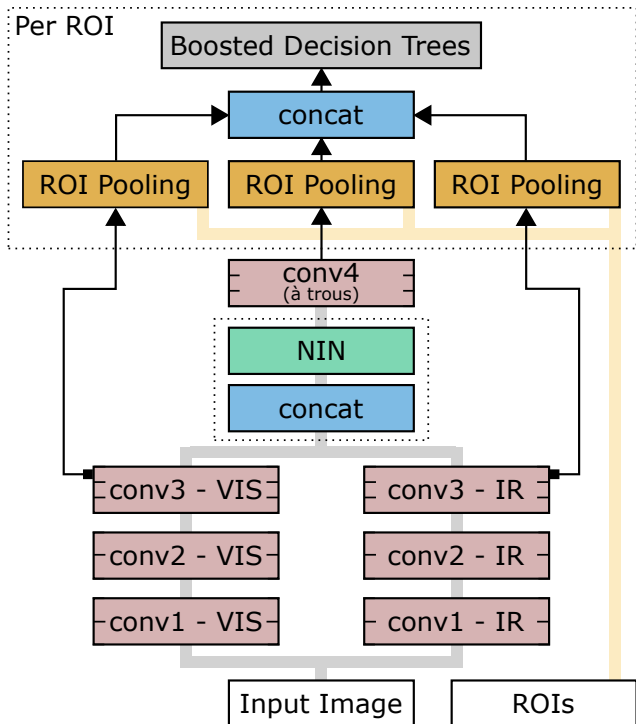 Per ROI
Boosted Decision Trees
concat
ROI Pooling
ROI Pooling
ROI Pooling
conv4
(à trous)
NIN
concat
conv3 - VIS
conv3 - IR
conv2 - VIS
conv2 - IR
conv1 - VIS
conv1 - IR
Input Image
ROIs